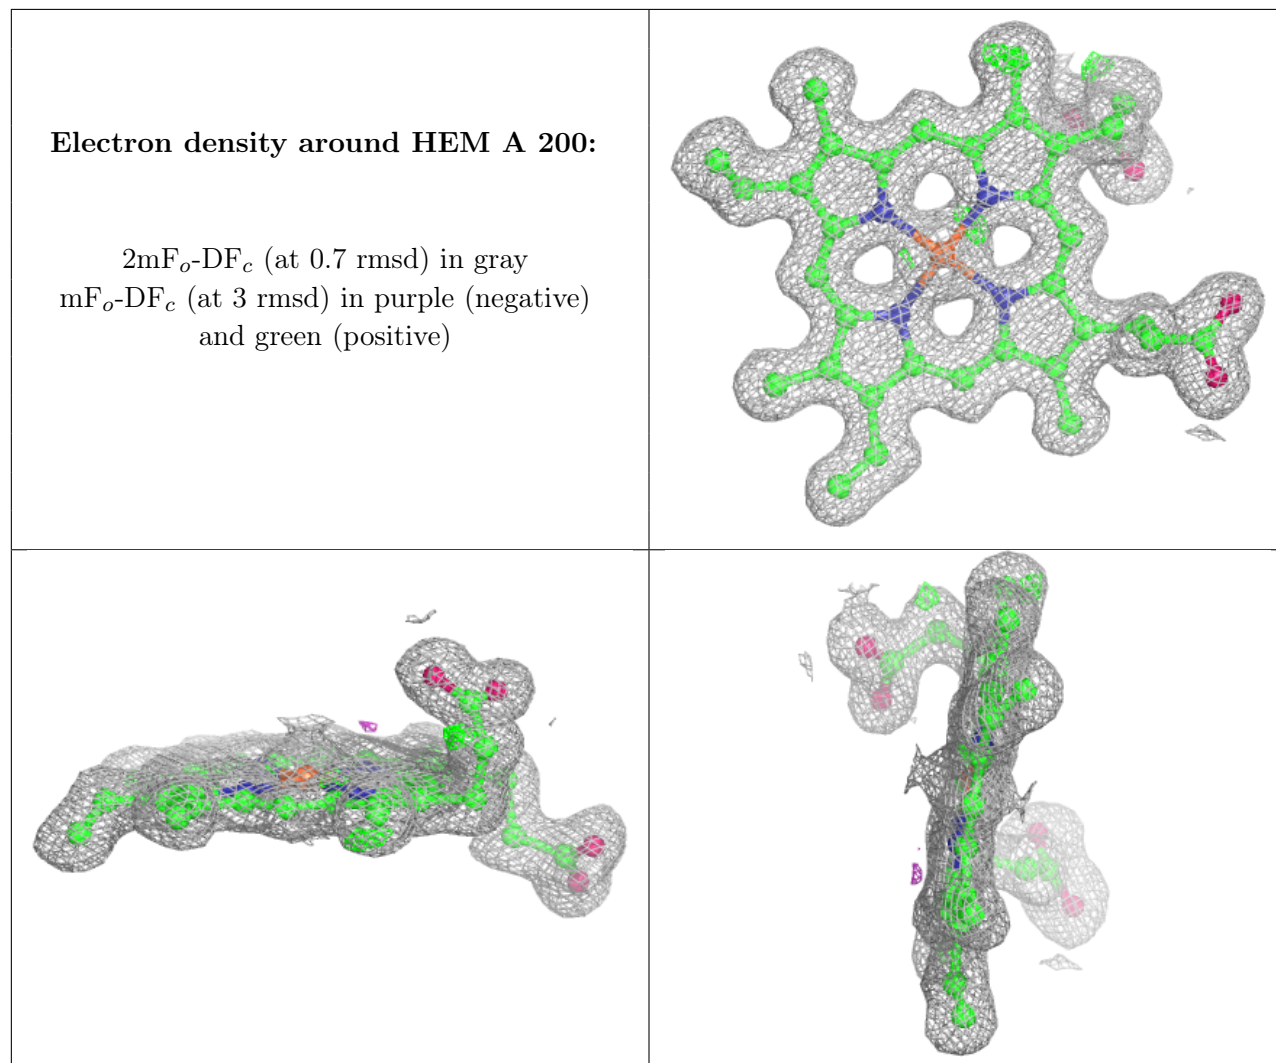 Electron density around HEM A 200:
2mFo-DFc (at 0.7 rmsd) in gray
mFo-DFc (at 3 rmsd) in purple (negative)
and green (positive)